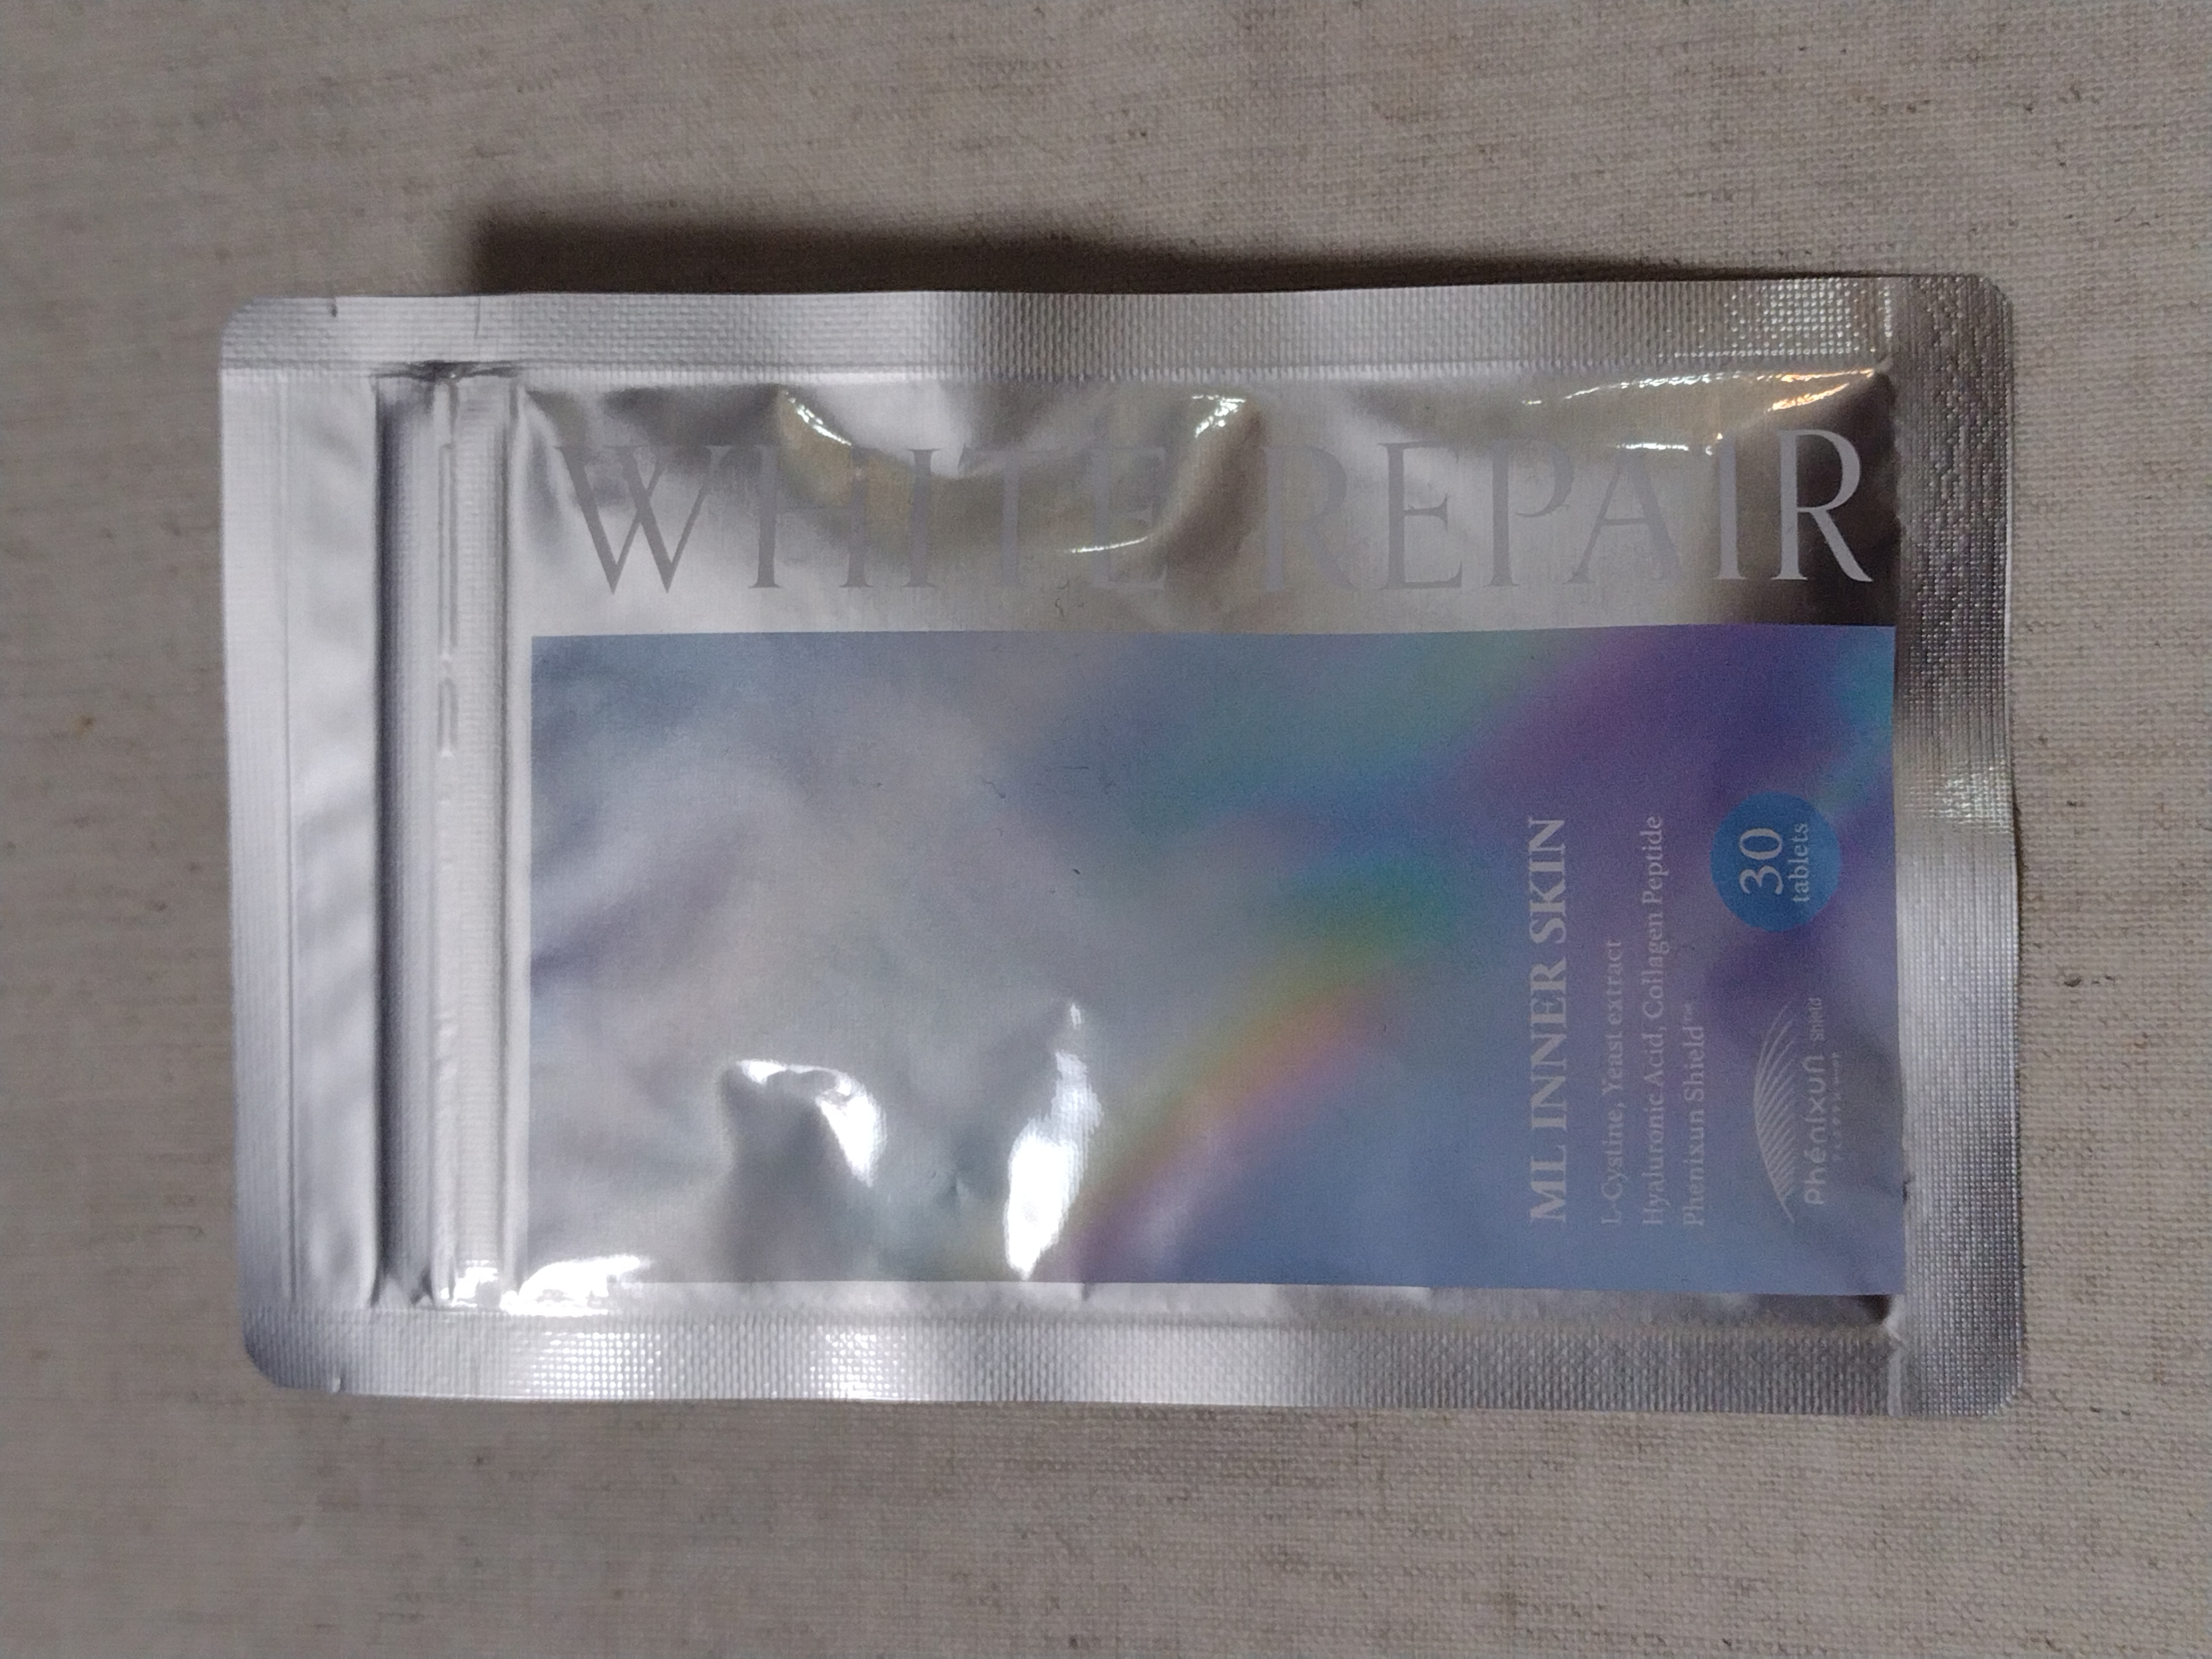 WHITE REPAIR
ML INNER SKIN
L-Cystine, Yeast extract
Hyaluronic Acid, Collagen Peptide
Phenixun Shield™
30
tablets
Phénixun shield